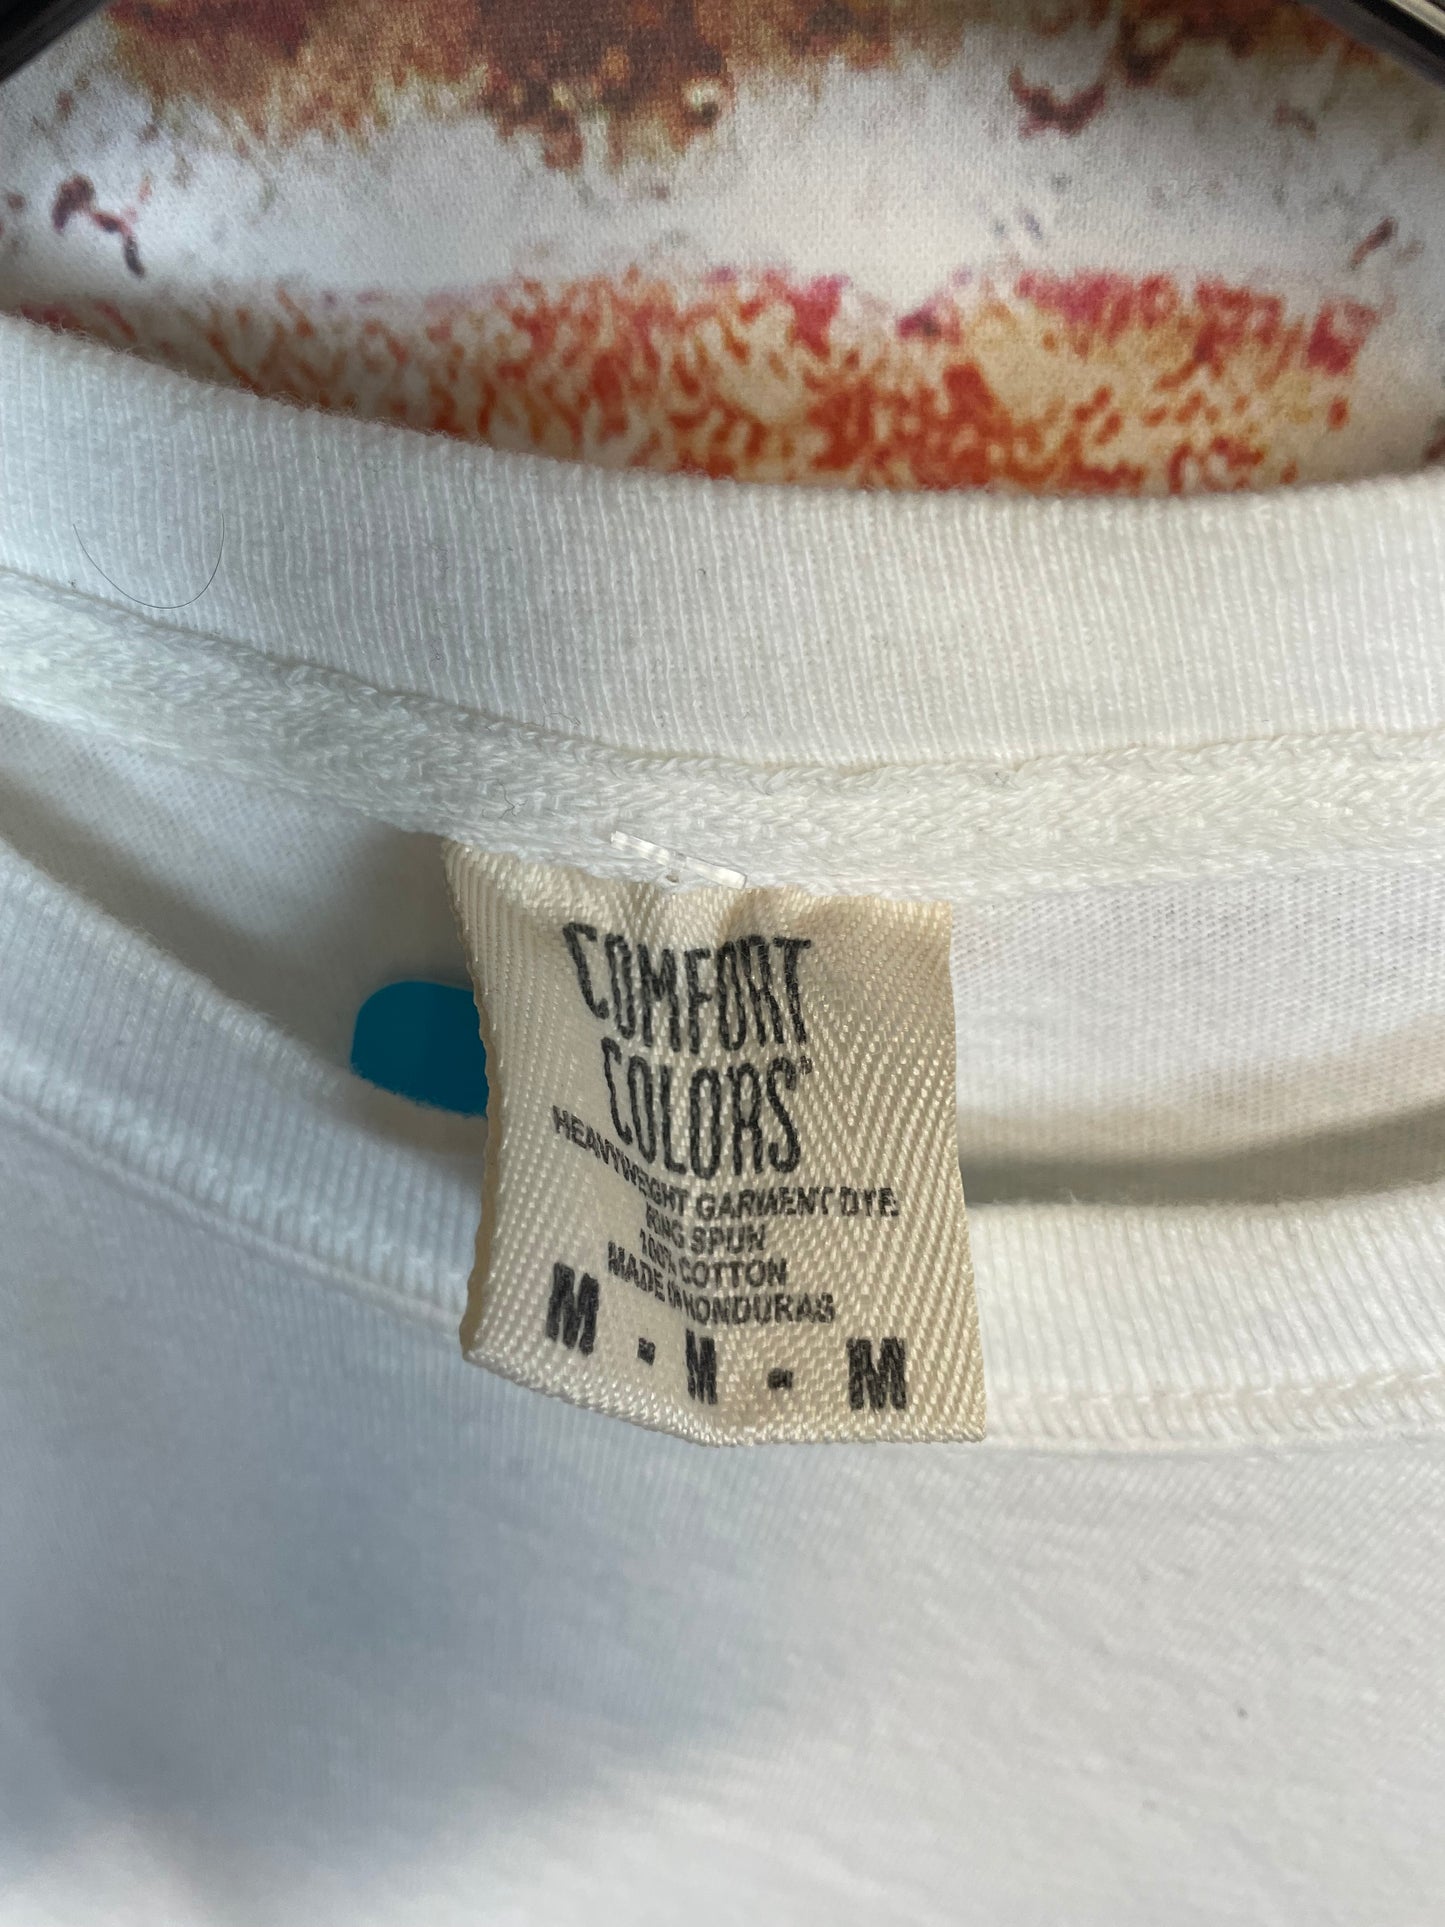 COMFORT
COLORS®
HEAVYWEIGHT GARMENT DYE
RING SPUN
100% COTTON
MADE IN HONDURAS
M - M - M